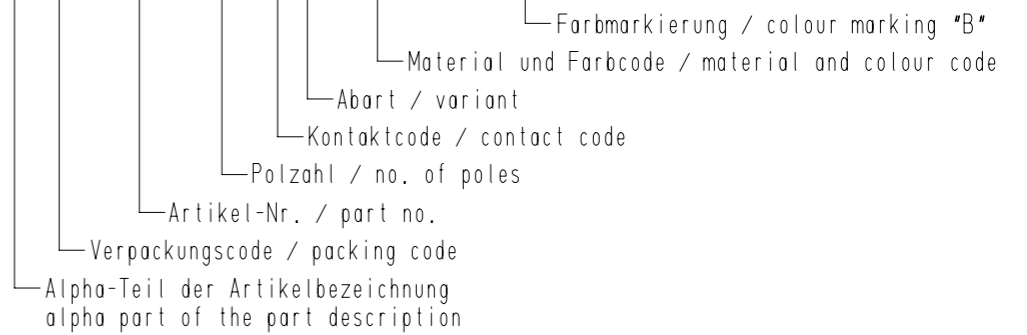 Farbmarkierung / colour marking "B"
Material und Farbcode / material and colour code
Abart / variant
Kontaktcode / contact code
Polzahl / no. of poles
Artikel-Nr. / part no.
Verpackungscode / packing code
Alpha-Teil der Artikelbezeichnung
alpha part of the part description